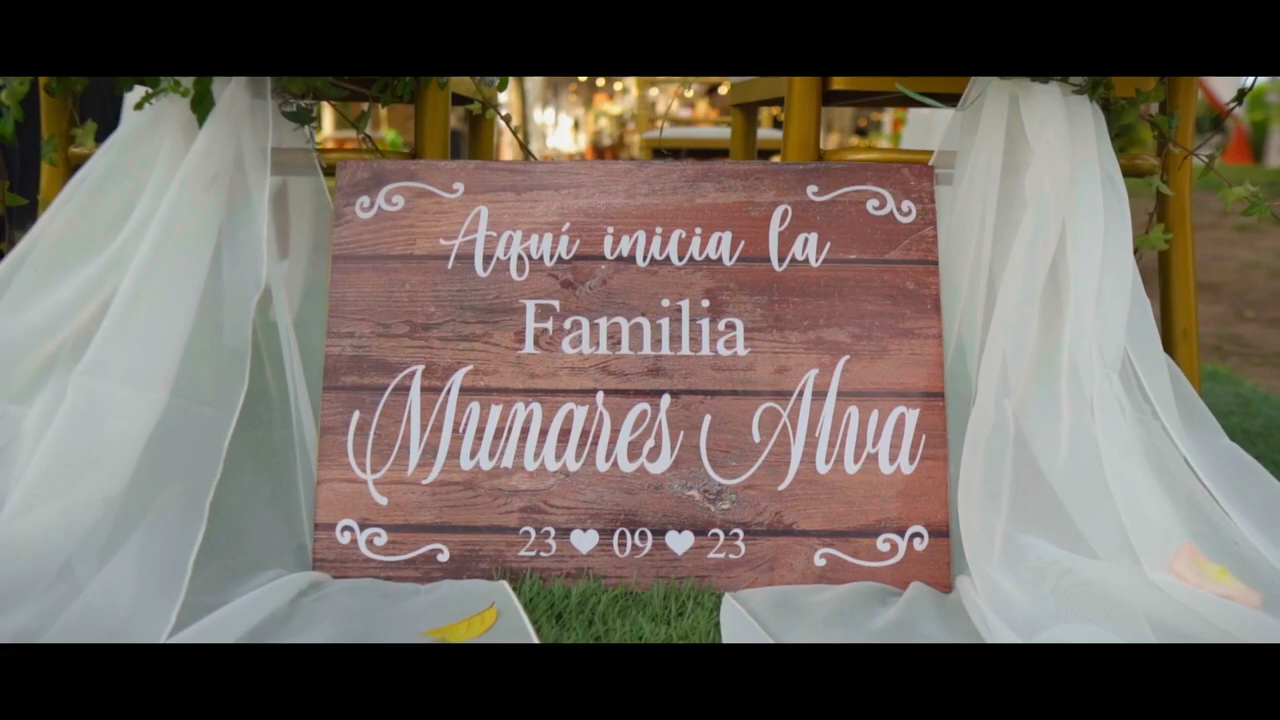 Aquí inicia la
Familia
Munares Alva
23 ♥ 09 ♥ 23